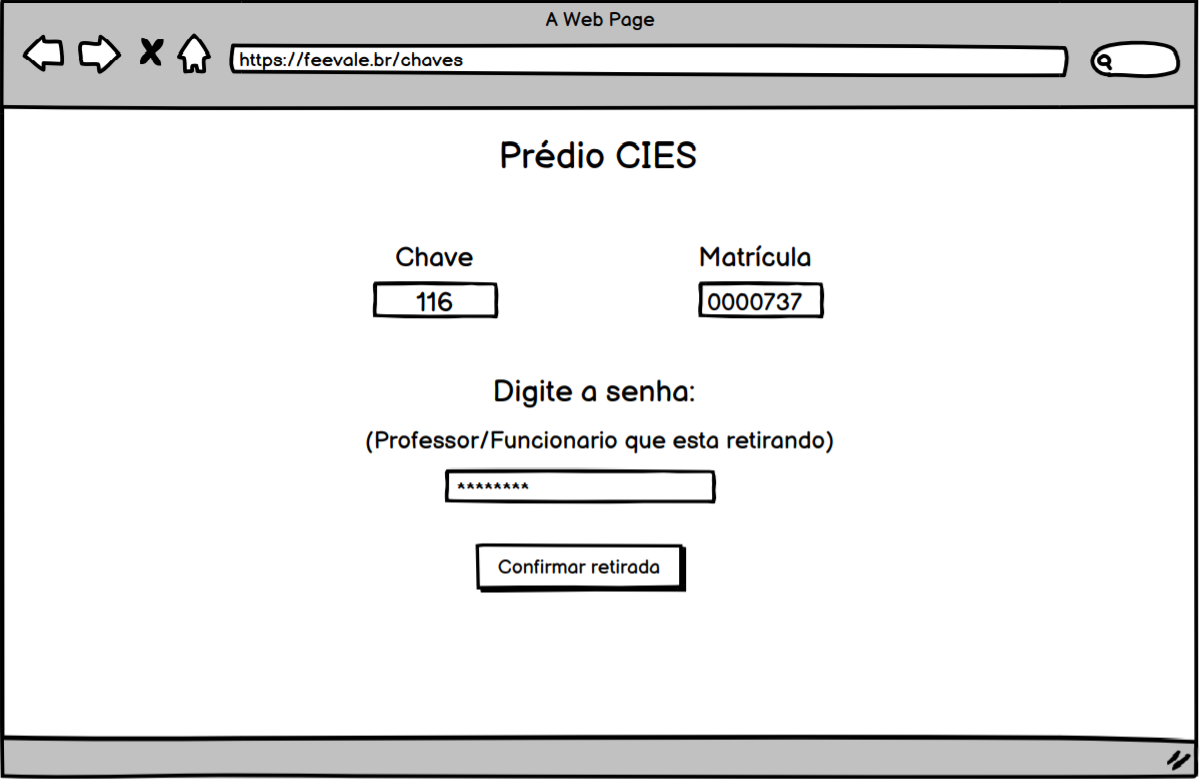 A Web Page
https://feevale.br/chaves
Prédio CIES
Chave Matrícula
116 0000737
Digite a senha:
(Professor/Funcionario que esta retirando)
********
Confirmar retirada